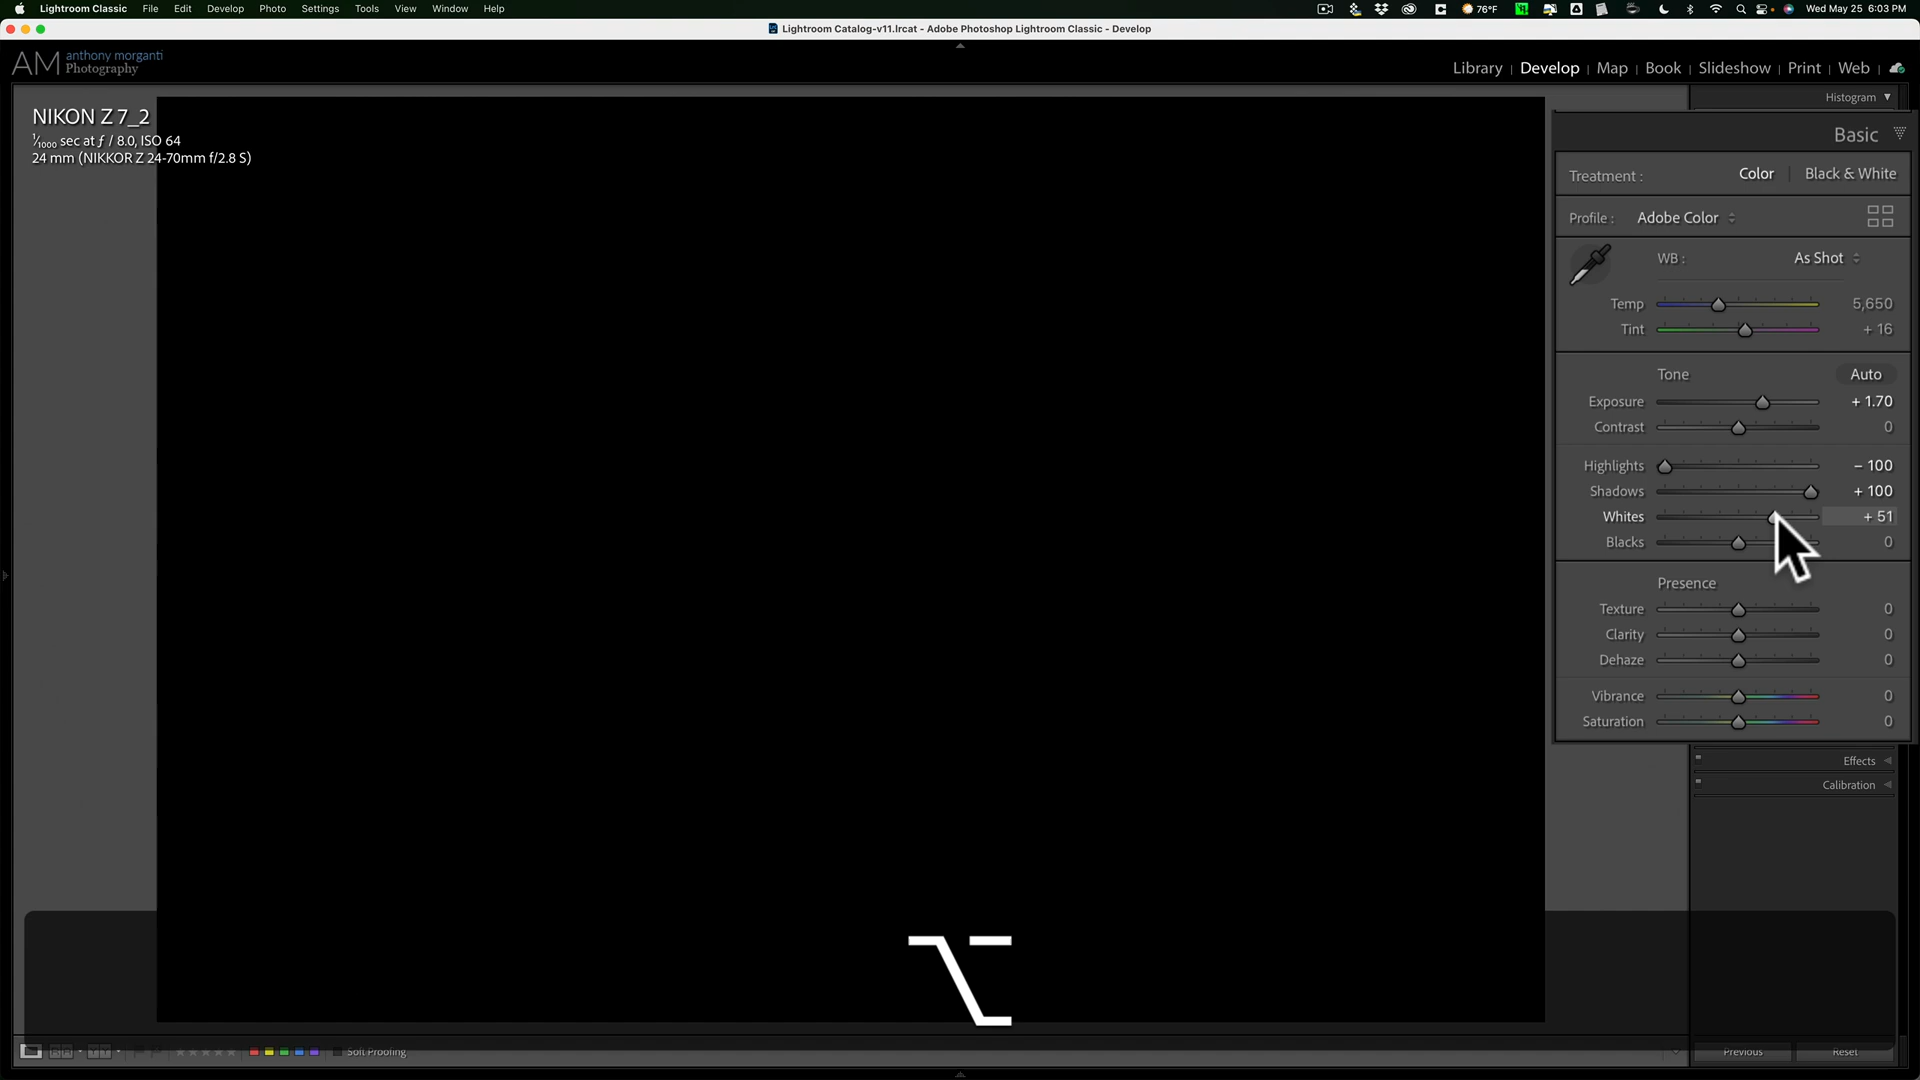 Lightroom Classic File Edit Develop Photo Settings Tools View Window Help 76°F Wed May 25 6:03 PM
Lightroom Catalog-v11.lrcat - Adobe Photoshop Lightroom Classic - Develop
AM anthony morganti
Photography
Library | Develop | Map | Book | Slideshow | Print | Web
Histogram
NIKON Z 7_2
1/1000 sec at ƒ / 8.0, ISO 64
24 mm (NIKKOR Z 24-70mm f/2.8 S)
Basic
Treatment : Color | Black & White
Profile : Adobe Color
WB : As Shot
Temp 5,650
Tint + 16
Tone Auto
Exposure + 1.70
Contrast 0
Highlights – 100
Shadows + 100
Whites + 51
Blacks 0
Presence
Texture 0
Clarity 0
Dehaze 0
Vibrance 0
Saturation 0
Effects
Calibration
⌥
Soft Proofing
Previous Reset